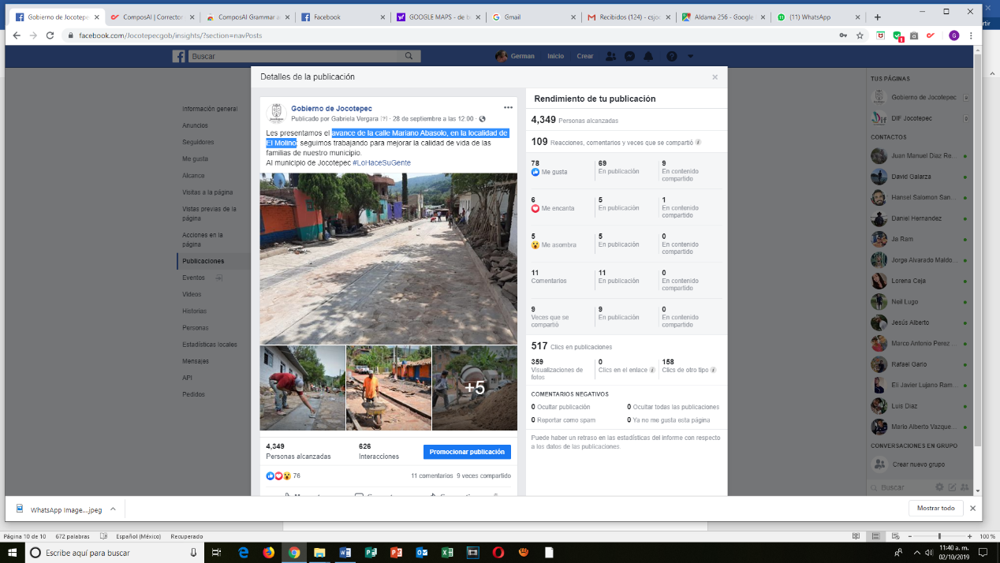 Gobierno de Jocotepec
ComposAI | Corrector
ComposAI Grammar a
Facebook
GOOGLE MAPS - de b
Gmail
Recibidos (124) - csjoc
Aldama 256 - Google
(11) WhatsApp
facebook.com/Jocotepecgob/insights/?section=navPosts
Buscar
German
Inicio
Crear
Detalles de la publicación
Información general
Anuncios
Seguidores
Me gusta
Alcance
Visitas a la página
Vistas previas de la
página
Acciones en la
página
Publicaciones
Eventos
Videos
Historias
Personas
Estadísticas locales
Mensajes
API
Pedidos
Gobierno de Jocotepec
Publicado por Gabriela Vergara [?] · 28 de septiembre a las 12:00 ·
Les presentamos el avance de la calle Mariano Abasolo, en la localidad de
El Molino; seguimos trabajando para mejorar la calidad de vida de las
familias de nuestro municipio.
Al municipio de Jocotepec #LoHaceSuGente
+5
4,349
Personas alcanzadas
626
Interacciones
Promocionar publicación
76
11 comentarios 9 veces compartido
Rendimiento de tu publicación
4,349 Personas alcanzadas
109 Reacciones, comentarios y veces que se compartió
78
Me gusta
69
En publicación
9
En contenido
compartido
6
Me encanta
5
En publicación
1
En contenido
compartido
5
Me asombra
5
En publicación
0
En contenido
compartido
11
Comentarios
11
En publicación
0
En contenido
compartido
9
Veces que se
compartió
9
En publicación
0
En contenido
compartido
517 Clics en publicaciones
359
Visualizaciones de
fotos
0
Clics en el enlace
158
Clics de otro tipo
COMENTARIOS NEGATIVOS
0 Ocultar publicación
0 Ocultar todas las publicaciones
0 Reportar como spam
0 Ya no me gusta esta página
Puede haber un retraso en las estadísticas del informe con respecto
a los datos de las publicaciones.
TUS PÁGINAS
Gobierno de Jocotepec
DIF Jocotepec
CONTACTOS
Juan Manuel Díaz Re...
David Galarza
Hansel Salomon San...
Daniel Hernandez
Ja Ram
Jorge Alvarado Maldo...
Lorena Ceja
Neil Lugo
Jesús Alberto
Marco Antonio Perez ...
Rafael Gario
Eli Javier Lujano Ram...
Luis Diaz
Mario Alberto Vazque...
CONVERSACIONES EN GRUPO
Crear nuevo grupo
Buscar
WhatsApp Image....jpeg
Mostrar todo
Página 10 de 10
672 palabras
Español (México)
Recuperado
100 %
Escribe aquí para buscar
11:40 a. m.
02/10/2019